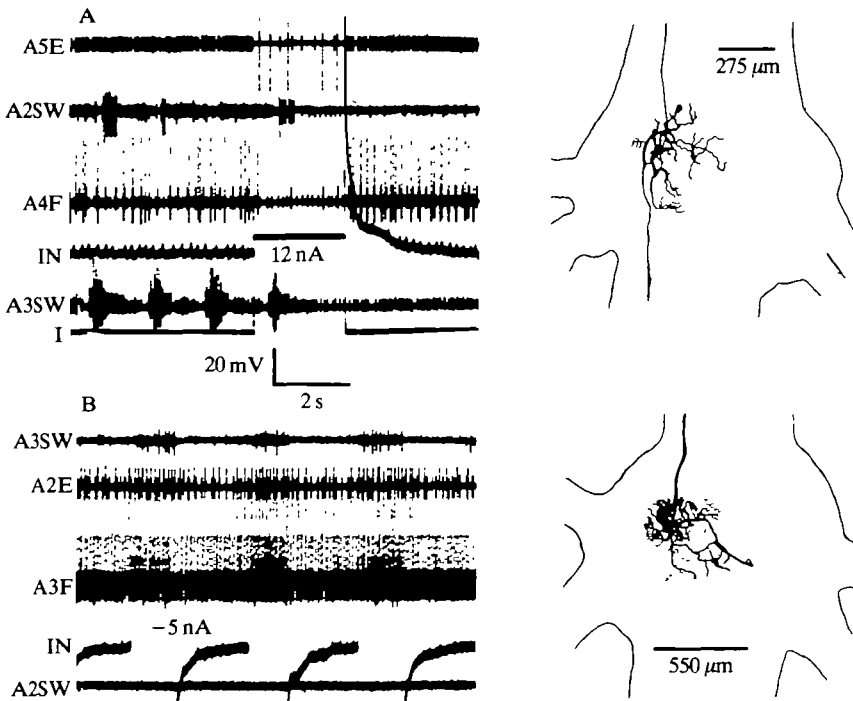 A
A5E
A2SW
A4F
IN
12 nA
A3SW
I
20 mV
2 s
275 μm
B
A3SW
A2E
A3F
−5 nA
IN
A2SW
550 μm